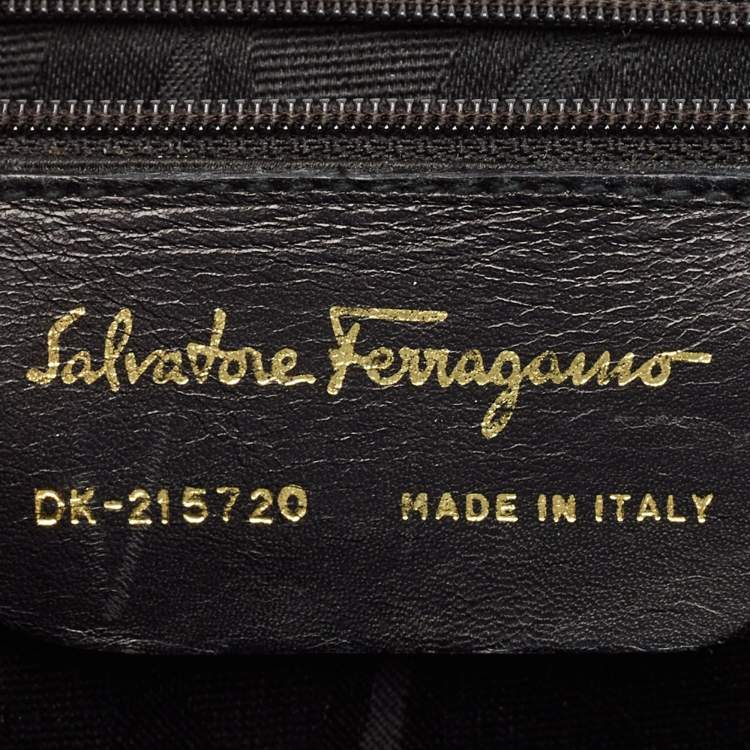 Salvatore Ferragamo
DK-215720 MADE IN ITALY